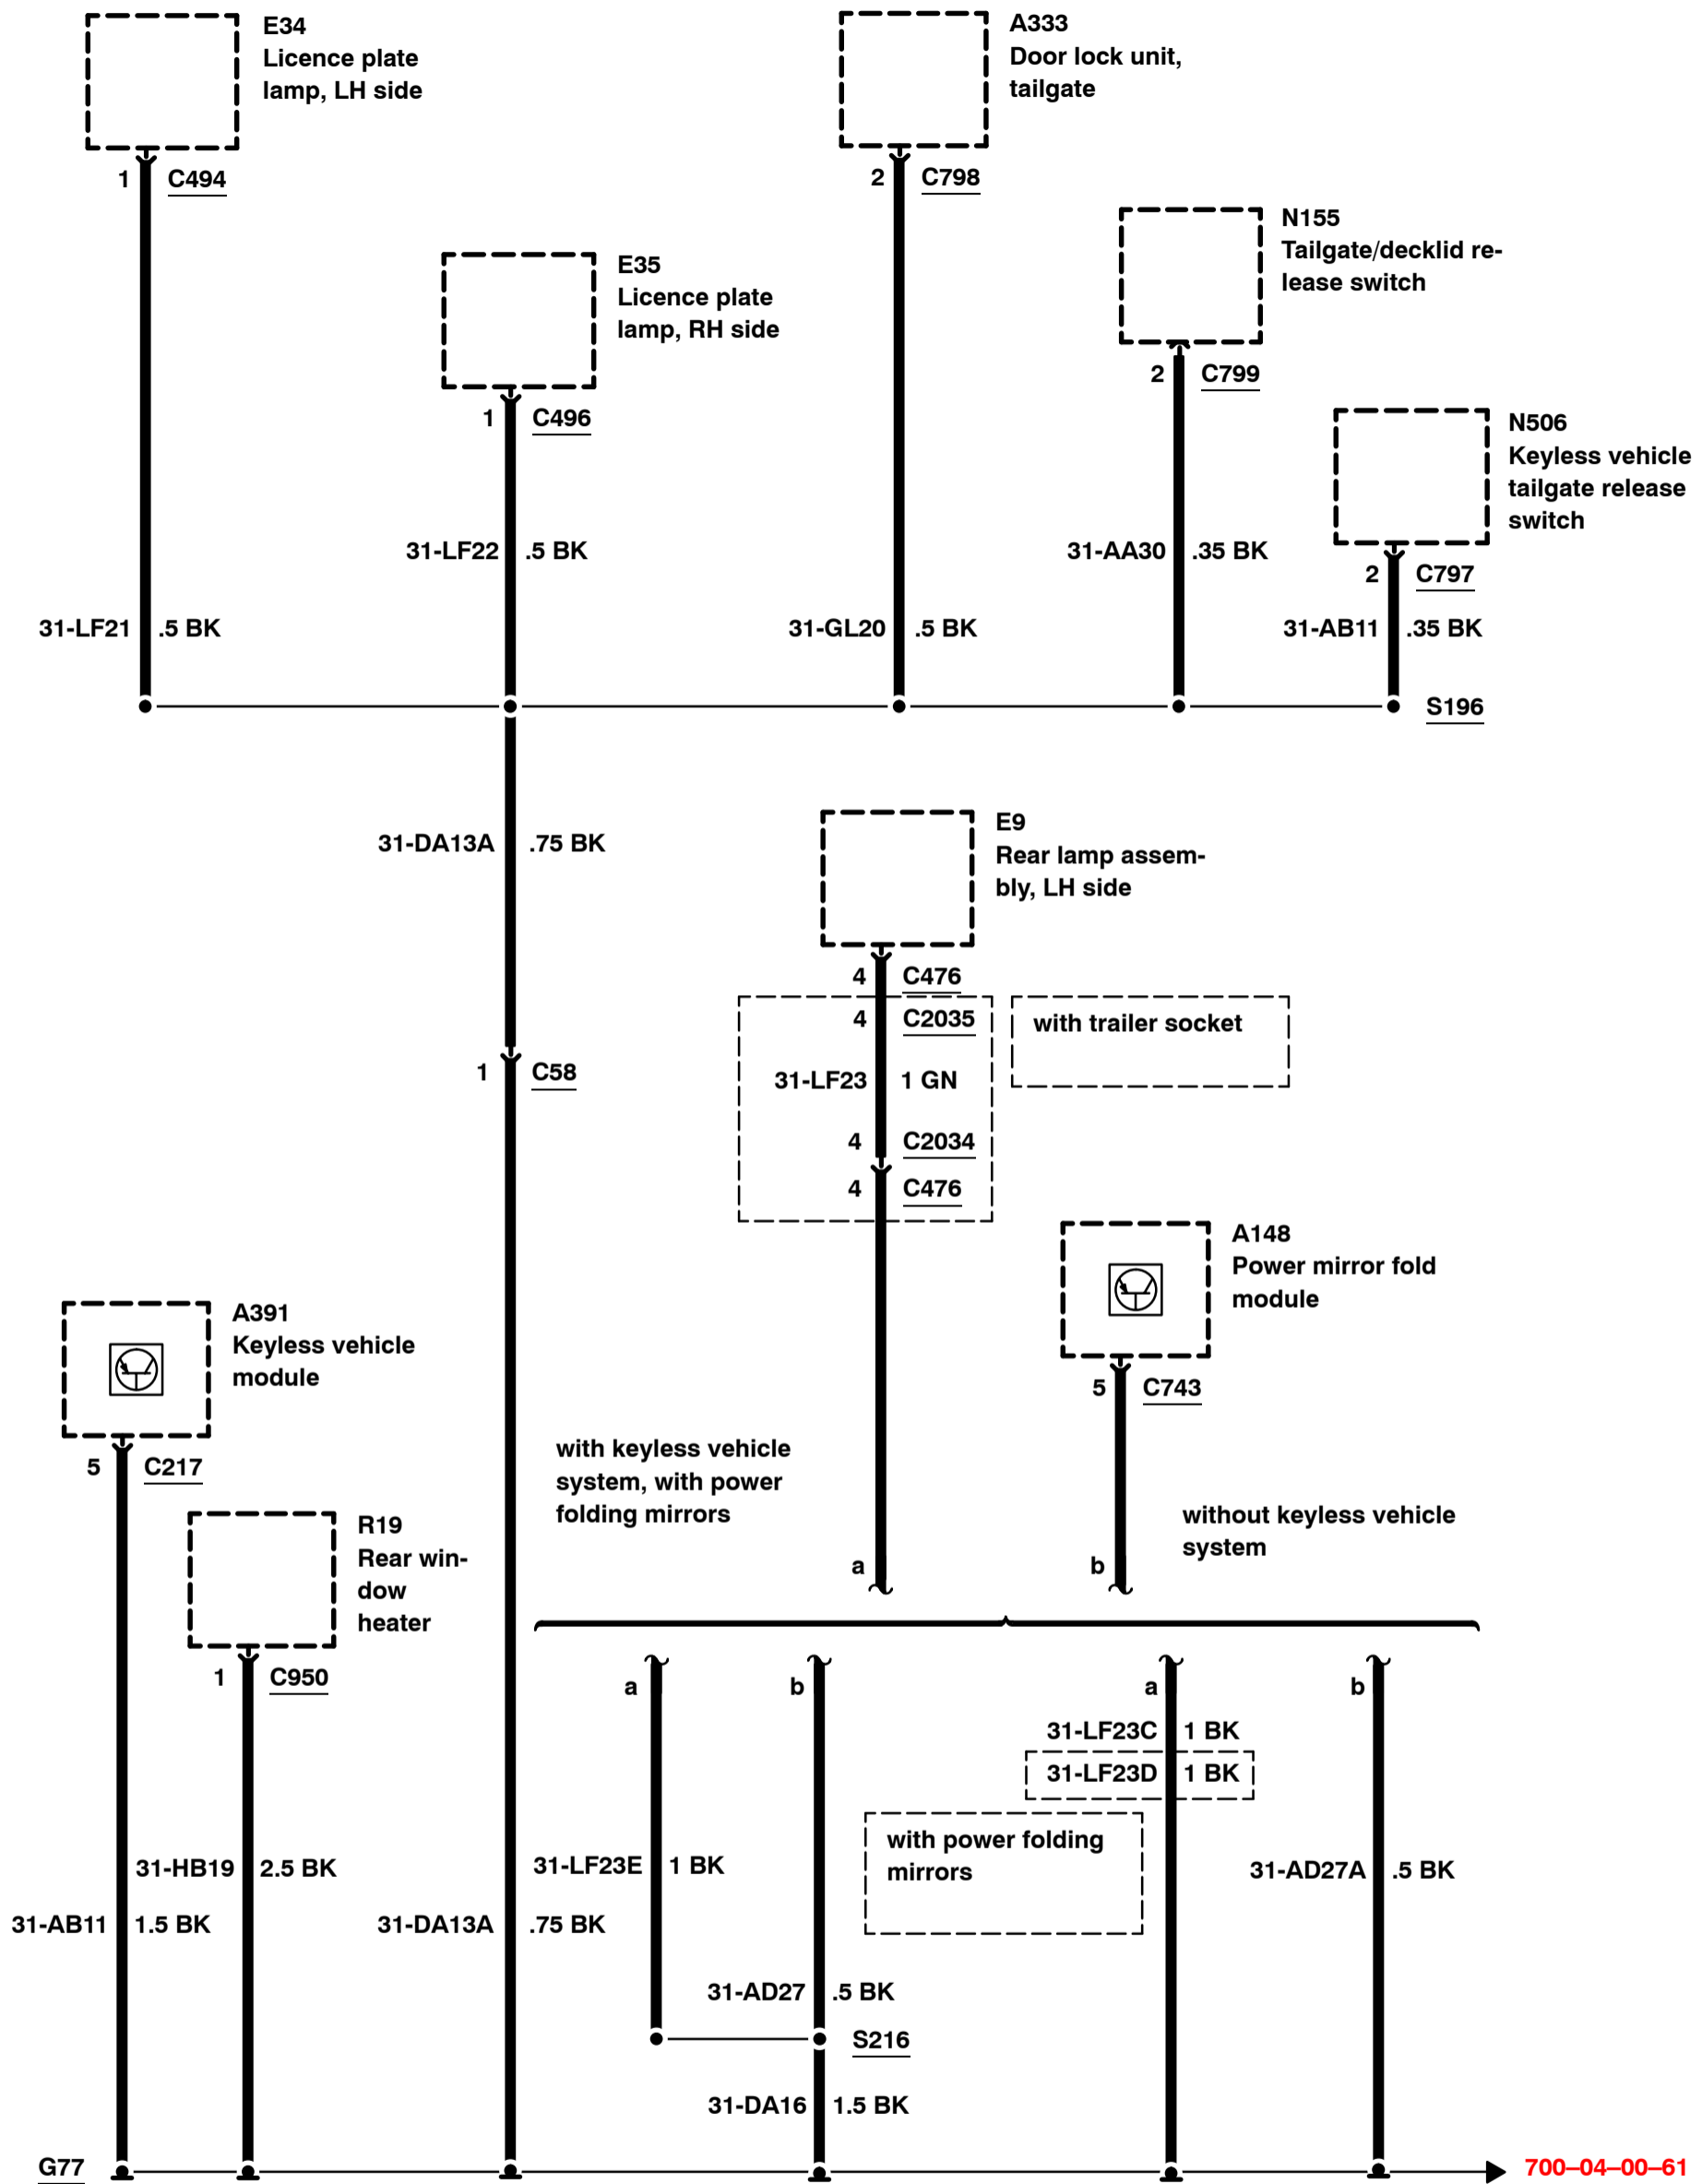 E34
Licence plate
lamp, LH side
1 C494
A333
Door lock unit,
tailgate
2 C798
N155
Tailgate/decklid re-
lease switch
2 C799
E35
Licence plate
lamp, RH side
1 C496
N506
Keyless vehicle
tailgate release
switch
2 C797
31-LF22 .5 BK
31-AA30 .35 BK
31-LF21 .5 BK
31-GL20 .5 BK
31-AB11 .35 BK
S196
31-DA13A .75 BK
E9
Rear lamp assem-
bly, LH side
4 C476
4 C2035
with trailer socket
31-LF23 1 GN
1 C58
4 C2034
4 C476
A148
Power mirror fold
module
5 C743
A391
Keyless vehicle
module
5 C217
with keyless vehicle
system, with power
folding mirrors
without keyless vehicle
system
R19
Rear win-
dow
heater
1 C950
a
b
a
b
a
b
31-LF23C 1 BK
31-LF23D 1 BK
with power folding
mirrors
31-HB19 2.5 BK
31-LF23E 1 BK
31-AD27A .5 BK
31-AB11 1.5 BK
31-DA13A .75 BK
31-AD27 .5 BK
S216
31-DA16 1.5 BK
G77
700–04–00–61